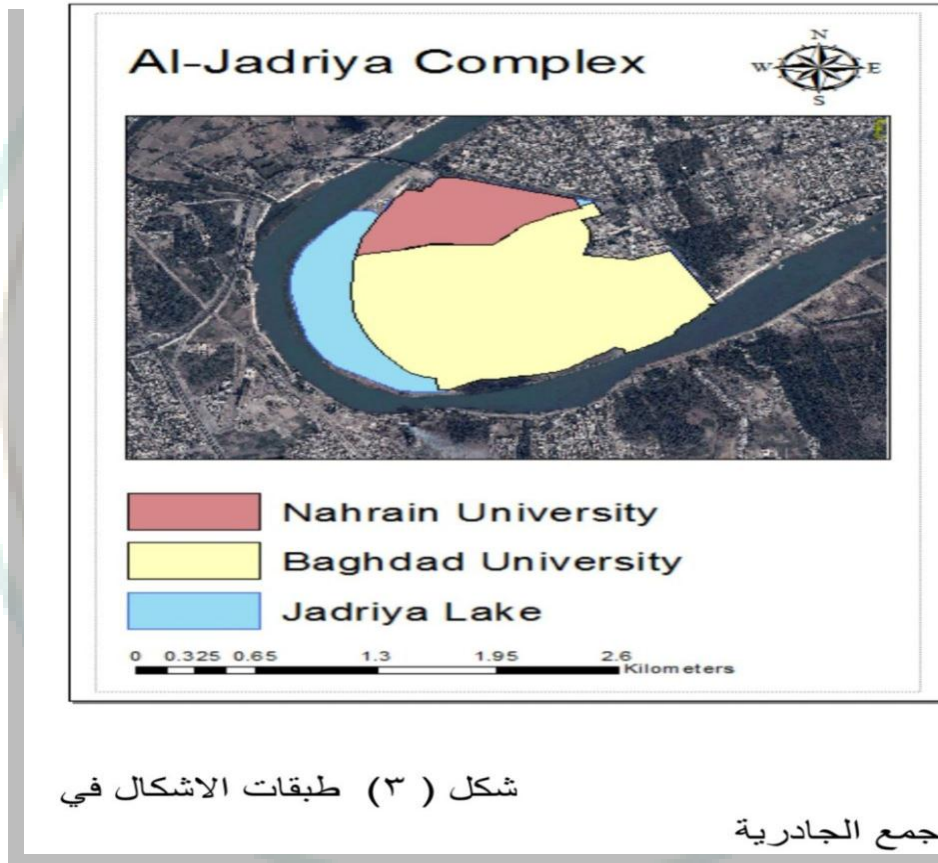 Al-Jadriya Complex
N
W E
S
Nahrain University
Baghdad University
Jadriya Lake
0 0.325 0.65 1.3 1.95 2.6
Kilometers
شكل ( ٣ ) طبقات الاشكال في
جمع الجادرية